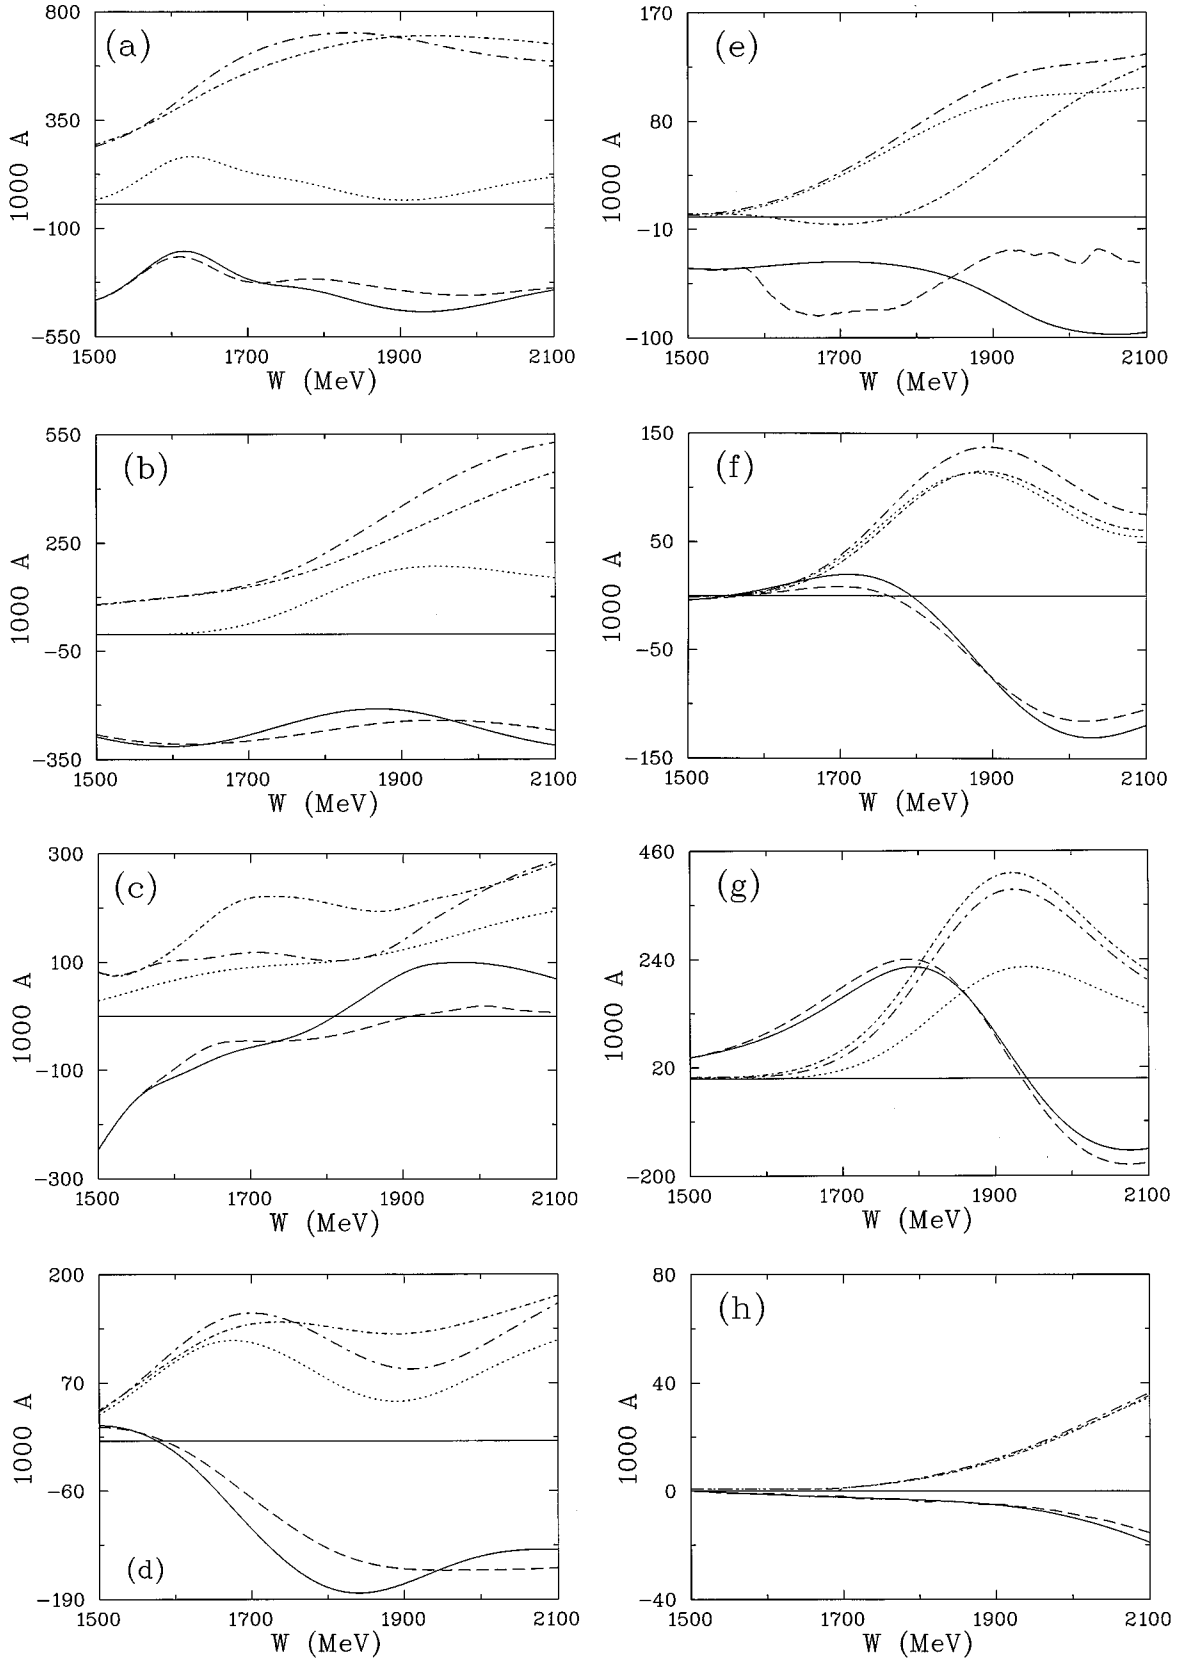 (a)
800
350
-100
-550
1000 A
1500 1700 1900 2100
W (MeV)
(b)
550
250
-50
-350
1000 A
1500 1700 1900 2100
W (MeV)
(c)
300
100
-100
-300
1000 A
1500 1700 1900 2100
W (MeV)
(d)
200
70
-60
-190
1000 A
1500 1700 1900 2100
W (MeV)
(e)
170
80
-10
-100
1000 A
1500 1700 1900 2100
W (MeV)
(f)
150
50
-50
-150
1000 A
1500 1700 1900 2100
W (MeV)
(g)
460
240
20
-200
1000 A
1500 1700 1900 2100
W (MeV)
(h)
80
40
0
-40
1000 A
1500 1700 1900 2100
W (MeV)